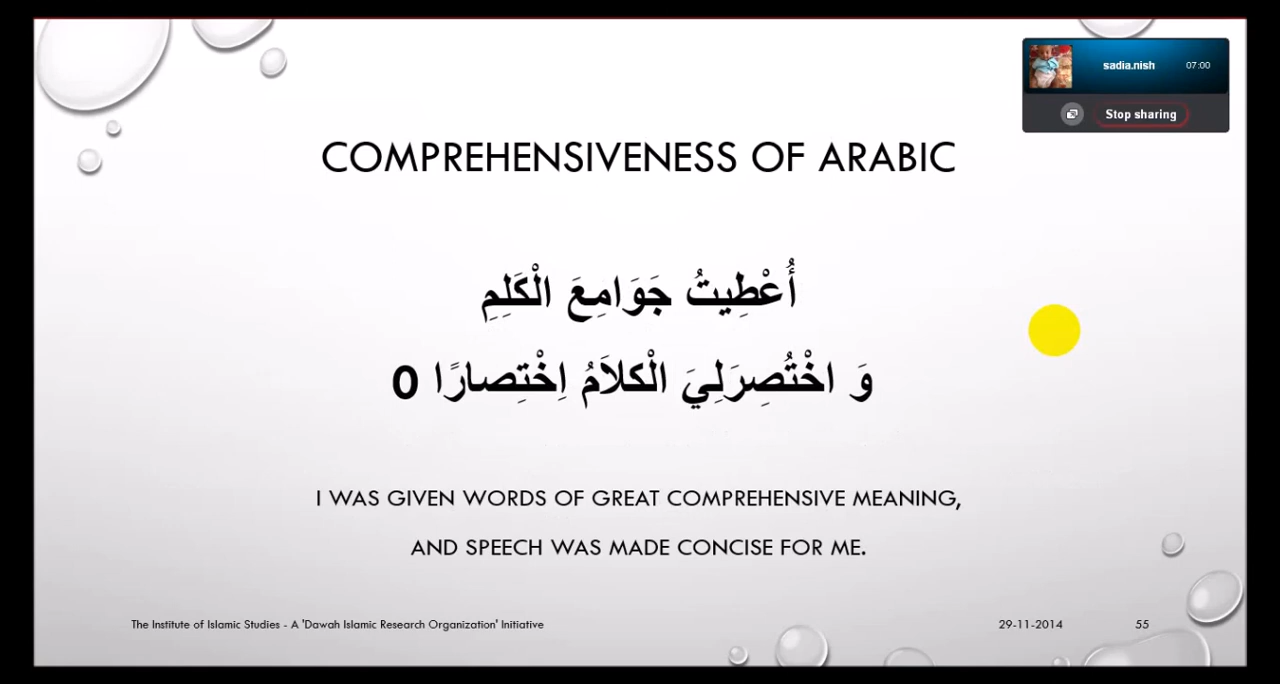 sadia.nish 07:00
Stop sharing
COMPREHENSIVENESS OF ARABIC
أُعْطِيتُ جَوَامِعَ الْكَلِمِ
وَ اخْتُصِرَلِيَ الْكلاَمُ اِخْتِصارًا 0
I WAS GIVEN WORDS OF GREAT COMPREHENSIVE MEANING,
AND SPEECH WAS MADE CONCISE FOR ME.
The Institute of Islamic Studies - A 'Dawah Islamic Research Organization' Initiative 29-11-2014 55